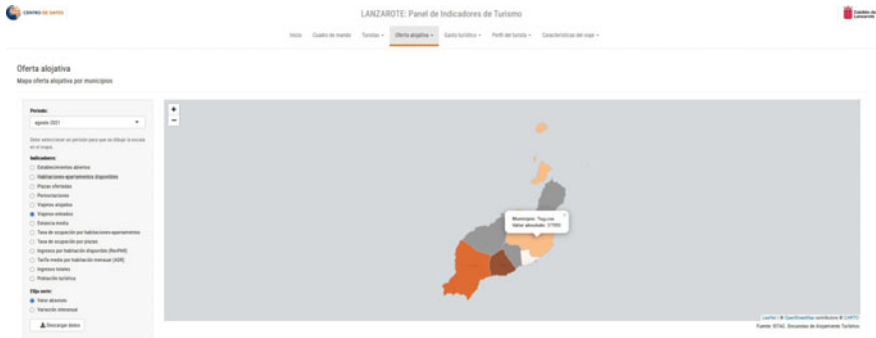 CENTRO DE DATOS
LANZAROTE: Panel de Indicadores de Turismo
Cabildo de Lanzarote
Inicio Cuadro de mando Turistas Oferta alojativa Gasto turístico Perfil del turista Características del viaje
Oferta alojativa
Mapa oferta alojativa por municipios
Periodo:
agosto 2021
Debe seleccionar un periodo para que se dibuje la escala
en el mapa.
Indicadores:
Establecimientos abiertos
Habitaciones-apartamentos disponibles
Plazas ofertadas
Pernoctaciones
Viajeros alojados
Viajeros entrados
Estancia media
Tasa de ocupación por habitaciones-apartamentos
Tasa de ocupación por plazas
Ingresos por habitación disponible (RevPAR)
Tarifa media por habitación mensual (ADR)
Ingresos totales
Población turística
Elija serie:
Valor absoluto
Variación interanual
Descargar datos
+
−
Municipio: Teguise
Valor absoluto:
Leaflet | © OpenStreetMap contributors © CARTO
Fuente: ISTAC. Encuestas de Alojamiento Turístico